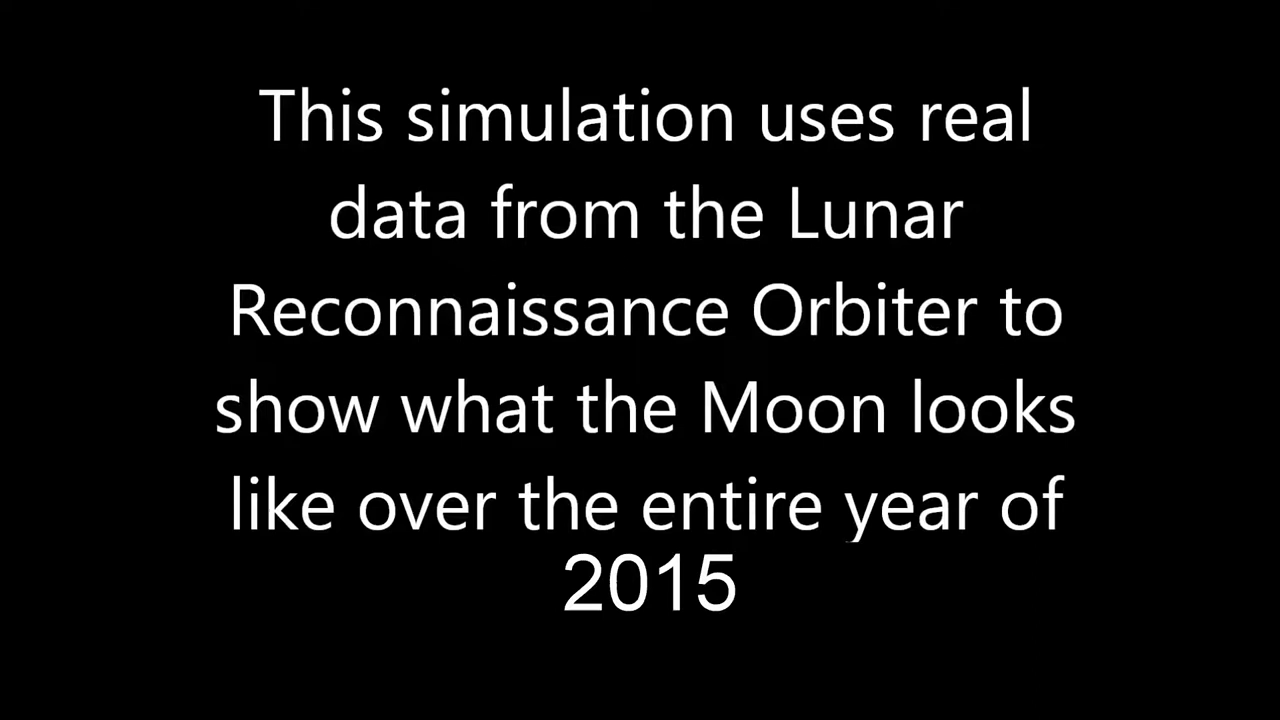 This simulation uses real
data from the Lunar
Reconnaissance Orbiter to
show what the Moon looks
like over the entire year of
2015